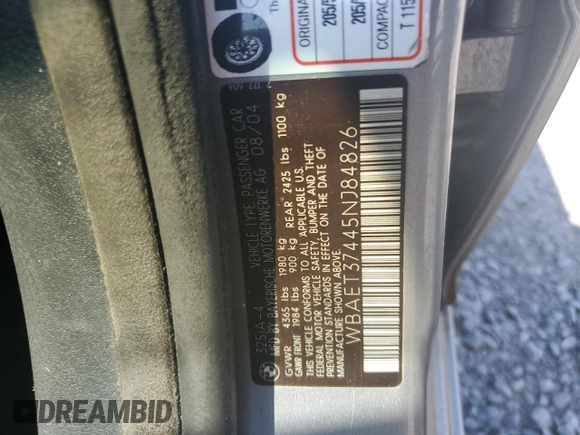 ORIGINAL
205/5
205/
COMPAC
T 115
325iA-4
VEHICLE TYPE: PASSENGER CAR
MFD BY BAYERISCHE MOTORENWERKE AG 08/04
GVWR 4365 lbs 1980 kg
GAWR FRONT 1984 lbs 900 kg REAR 2425 lbs 1100 kg
THIS VEHICLE CONFORMS TO ALL APPLICABLE U.S.
FEDERAL MOTOR VEHICLE SAFETY, BUMPER AND THEFT
PREVENTION STANDARDS IN EFFECT ON THE DATE OF
MANUFACTURE SHOWN ABOVE.
WBAET37445NJ84826
DREAMBID